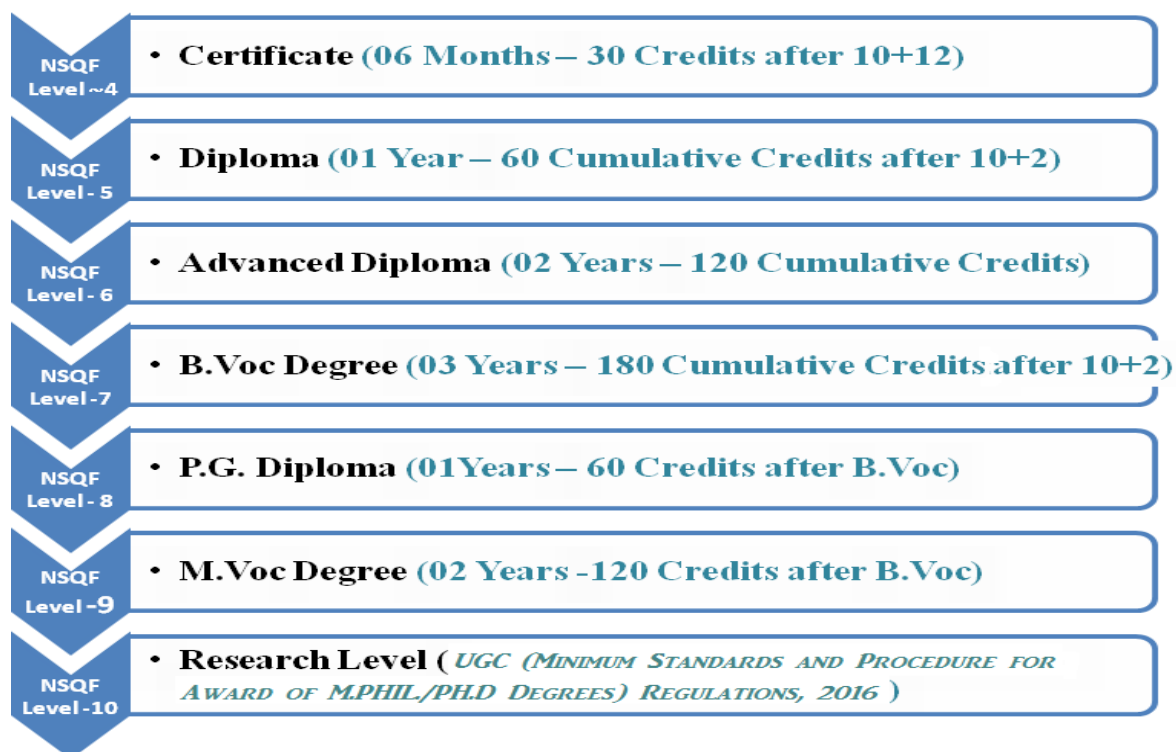 NSQF
Level~4
• Certificate (06 Months – 30 Credits after 10+12)
NSQF
Level- 5
• Diploma (01 Year – 60 Cumulative Credits after 10+2)
NSQF
Level- 6
• Advanced Diploma (02 Years – 120 Cumulative Credits)
NSQF
Level-7
• B.Voc Degree (03 Years – 180 Cumulative Credits after 10+2)
NSQF
Level- 8
• P.G. Diploma (01Years – 60 Credits after B.Voc)
NSQF
Level-9
• M.Voc Degree (02 Years -120 Credits after B.Voc)
NSQF
Level-10
• Research Level ( UGC (MINIMUM STANDARDS AND PROCEDURE FOR
AWARD OF M.PHIL./PH.D DEGREES) REGULATIONS, 2016 )